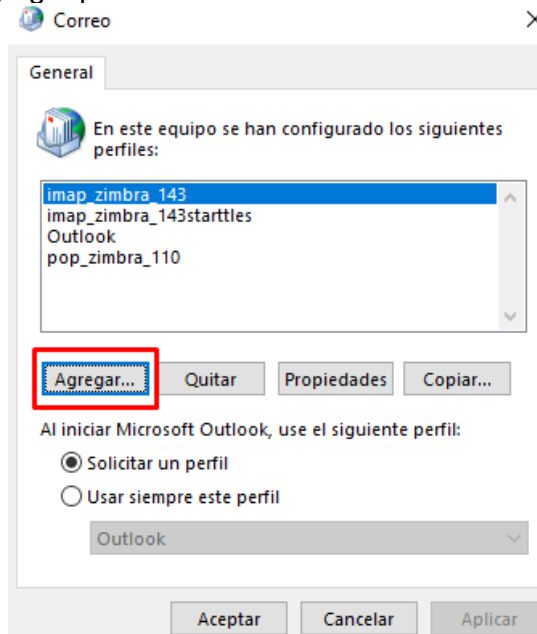 Correo
General
En este equipo se han configurado los siguientes
perfiles:
imap_zimbra_143
imap_zimbra_143starttles
Outlook
pop_zimbra_110
Agregar... Quitar Propiedades Copiar...
Al iniciar Microsoft Outlook, use el siguiente perfil:
Solicitar un perfil
Usar siempre este perfil
Outlook
Aceptar Cancelar Aplicar